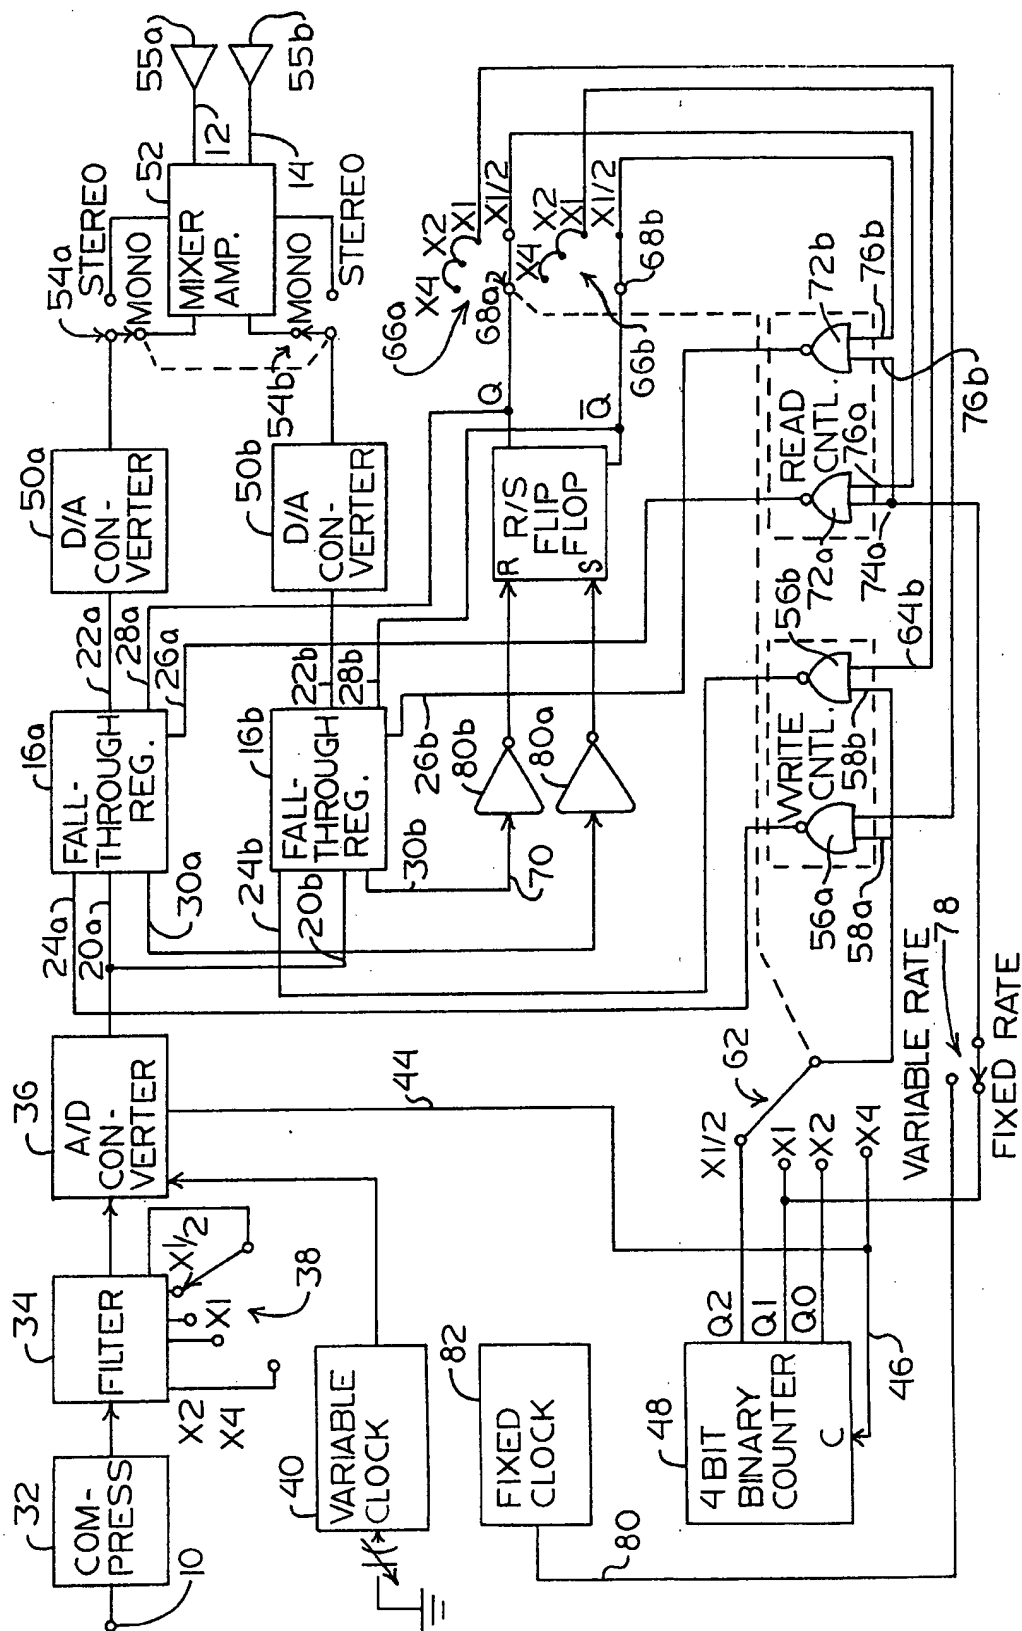 10
32
COM-
PRESS
34
FILTER
X2
X4
X1
X1/2
38
36
A/D
CON-
VERTER
44
40
VARIABLE
CLOCK
82
FIXED
CLOCK
80
48
4 BIT
BINARY
COUNTER
C
Q2
Q1
Q0
46
X1/2
X1
X2
X4
62
VARIABLE RATE
78
FIXED RATE
24a
20a
30a
16a
FALL-
THROUGH
REG.
22a
28a
26a
24b
20b
30b
16b
FALL-
THROUGH
REG.
22b
28b
26b
70
80b
80a
50a
D/A
CON-
VERTER
50b
D/A
CON-
VERTER
R
S
R/S
FLIP
FLOP
Q
Q̅
54a
STEREO
MONO
54b
MONO
STEREO
52
MIXER
AMP.
12
14
55a
55b
66a
X4
X2
X1
X1/2
68a
66b
X4
X2
X1
X1/2
68b
WRITE
CNTL.
56a
58a
56b
58b
64b
READ
CNTL.
72a
74a
76a
72b
76b
76b